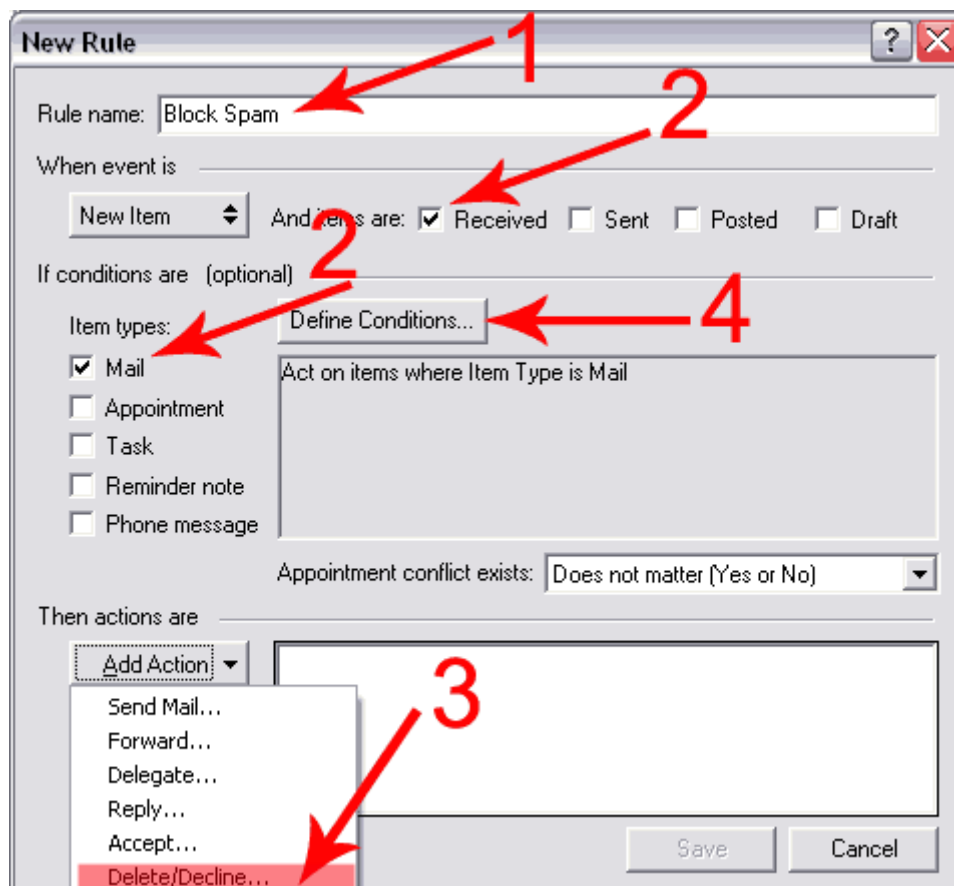 New Rule
1
Rule name: Block Spam
2
When event is
New Item And items are: Received Sent Posted Draft
2
If conditions are (optional)
Item types: Define Conditions... 4
Mail Act on items where Item Type is Mail
Appointment
Task
Reminder note
Phone message
Appointment conflict exists: Does not matter (Yes or No)
Then actions are
Add Action
3
Send Mail...
Forward...
Delegate...
Reply...
Accept... Save Cancel
Delete/Decline...